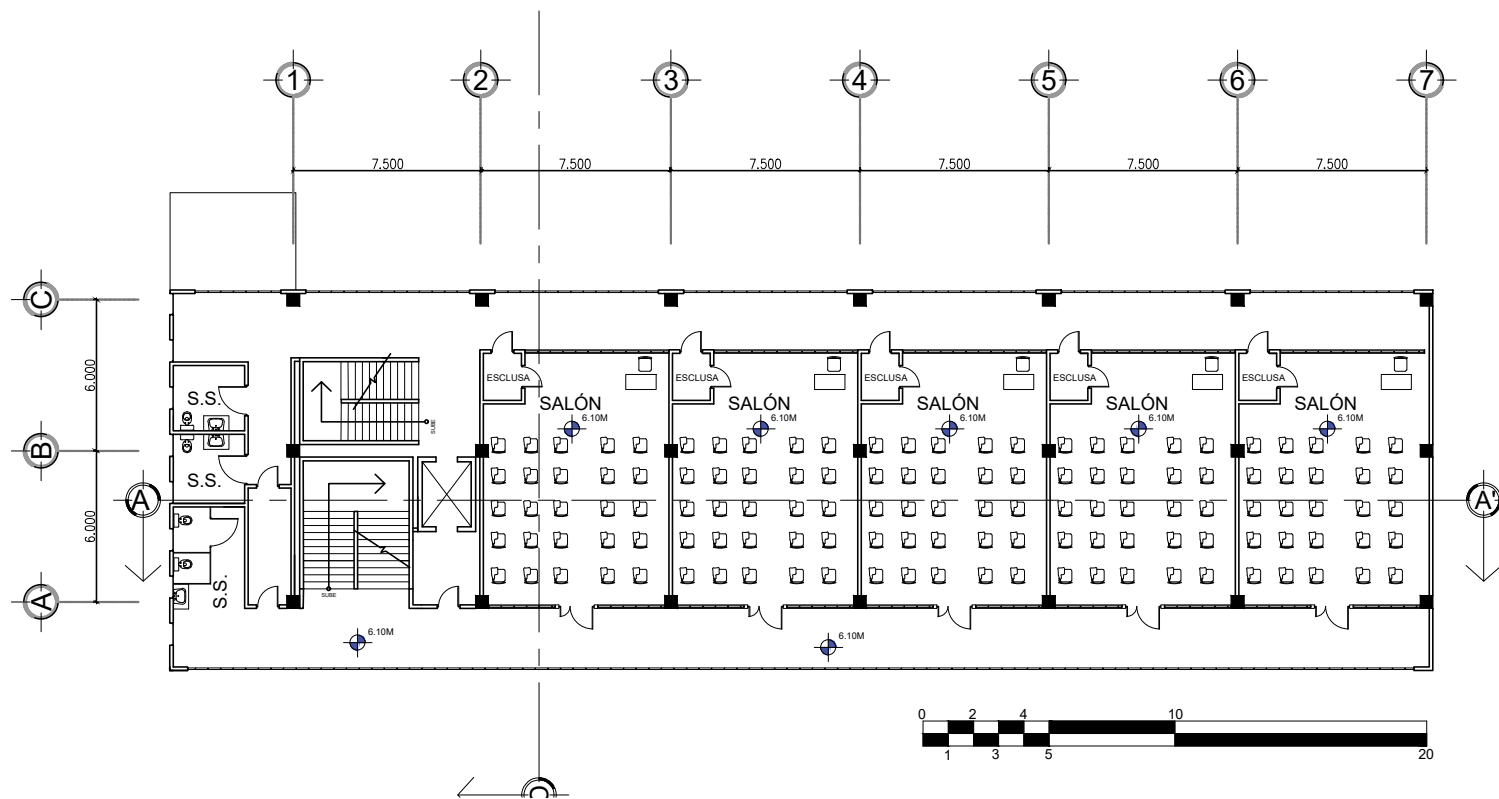 1 2 3 4 5 6 7
7.500 7.500 7.500 7.500 7.500 7.500
C
6.000
B
6.000
A
S.S.
S.S.
S.S.
SUBE
SUBE
ESCLUSA ESCLUSA ESCLUSA ESCLUSA ESCLUSA
SALÓN SALÓN SALÓN SALÓN SALÓN
6.10M 6.10M 6.10M 6.10M 6.10M
A A'
6.10M 6.10M
0 2 4 10
1 3 5 20